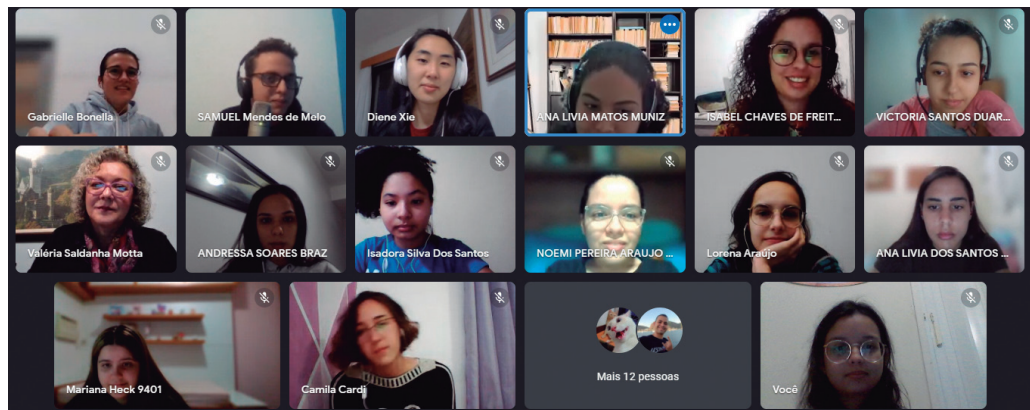 Gabrielle Bonella
SAMUEL Mendes de Melo
Diene Xie
ANA LIVIA MATOS MUNIZ
ISABEL CHAVES DE FREIT...
VICTORIA SANTOS DUAR...
Valéria Saldanha Motta
ANDRESSA SOARES BRAZ
Isadora Silva Dos Santos
NOEMI PEREIRA ARAUJO ...
Lorena Araújo
ANA LIVIA DOS SANTOS ...
Mariana Heck 9401
Camila Cardi
Mais 12 pessoas
Você